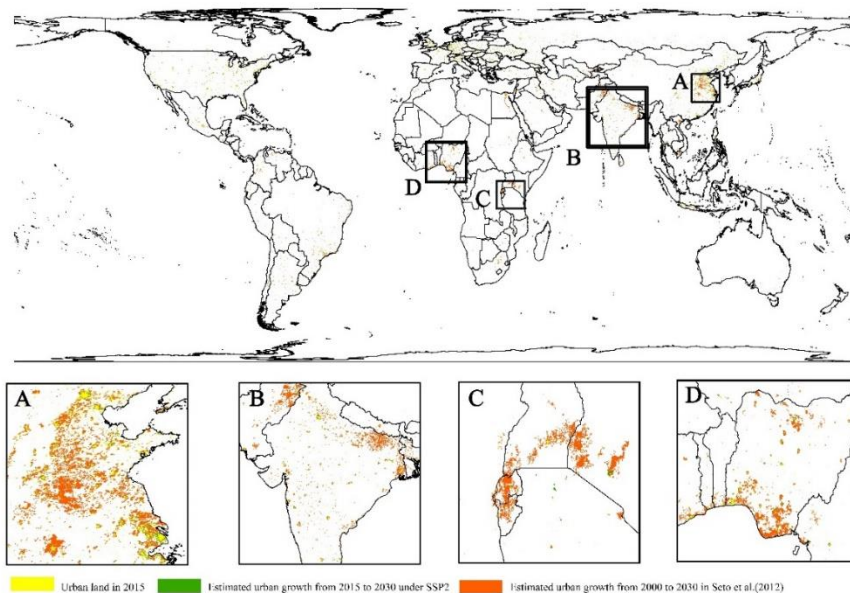 A
B
D
C
A
B
C
D
Urban land in 2015 Estimated urban growth from 2015 to 2030 under SSP2 Estimated urban growth from 2000 to 2030 in Seto et al.(2012)